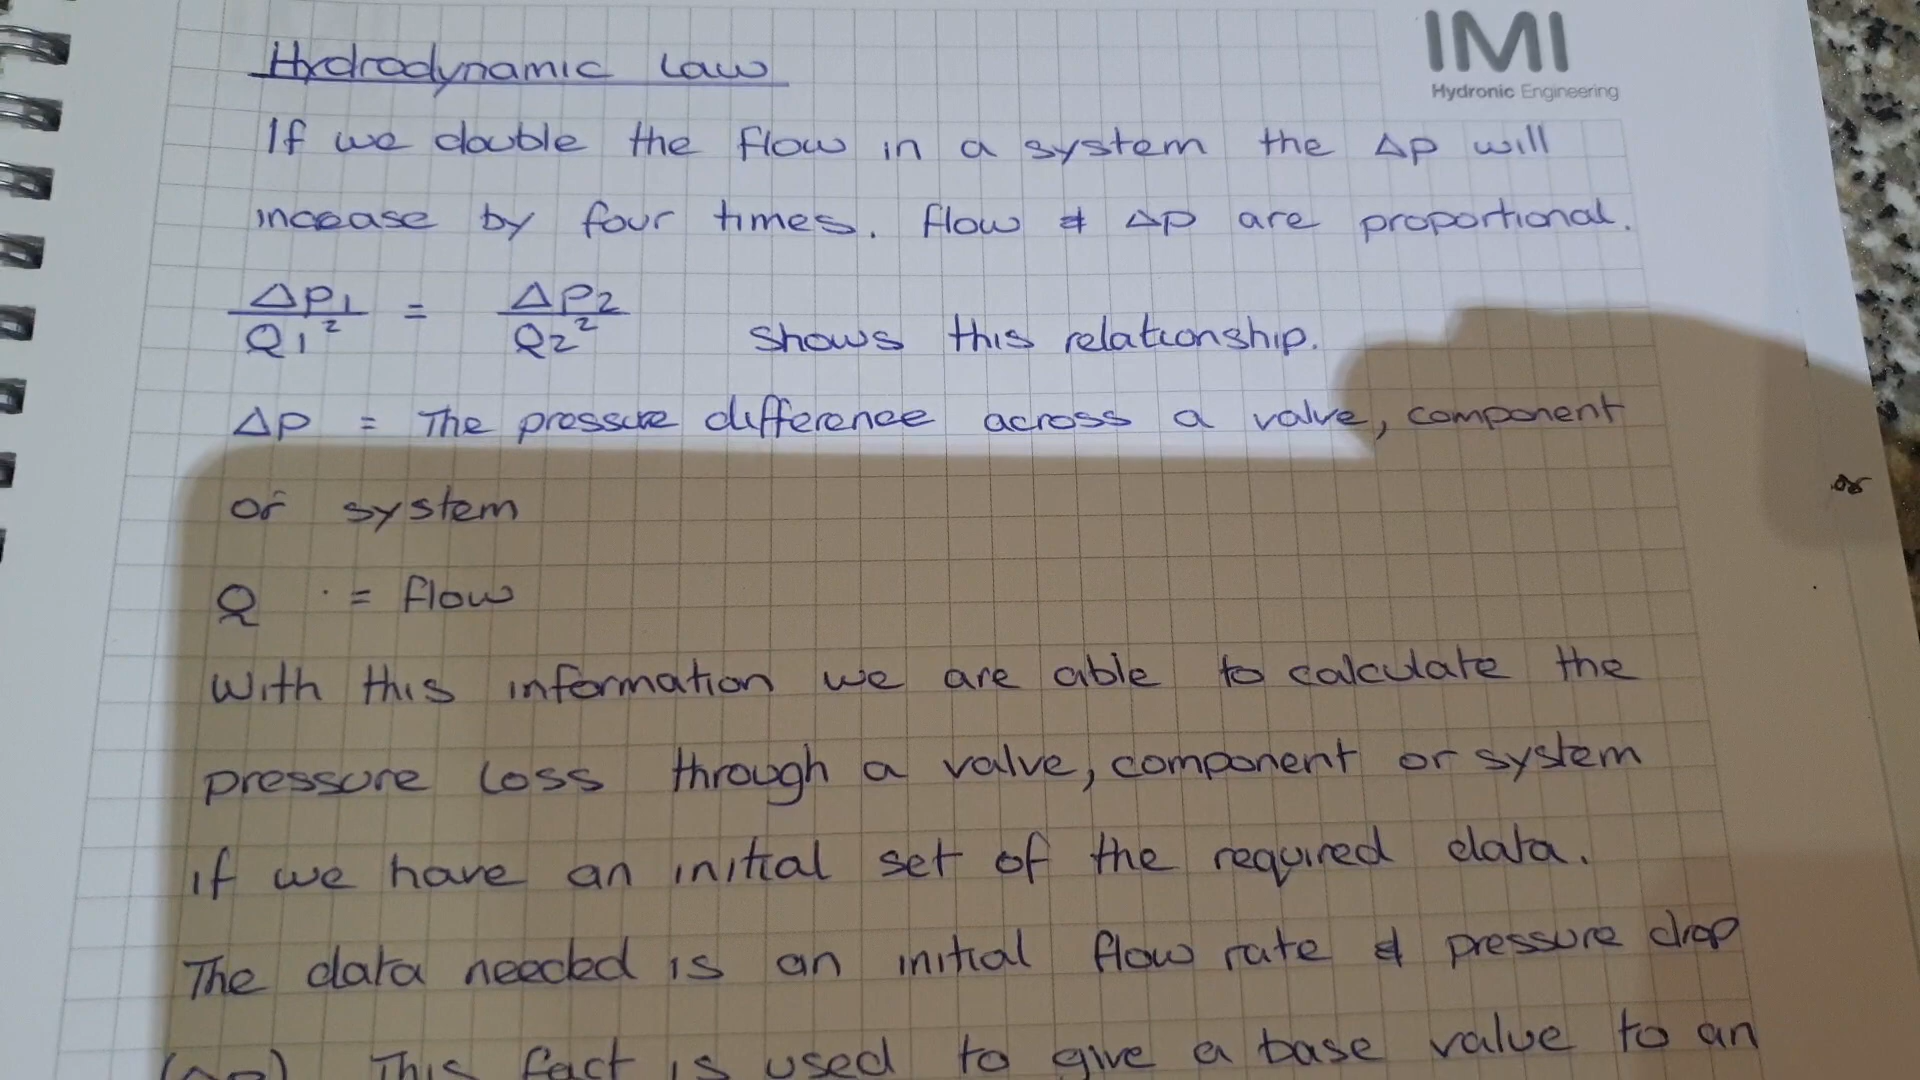 IMI
Hydronic Engineering
Hydrodynamic Law
If we double the flow in a system the Δp will
increase by four times. Flow & Δp are proportional.
Δp1/Q1² = Δp2/Q2² shows this relationship.
Δp = The pressure difference across a valve, component
or system
Q = flow
With this information we are able to calculate the
pressure loss through a valve, component or system
if we have an initial set of the required data.
The data needed is an initial flow rate & pressure drop
(Δp) This fact is used to give a base value to an